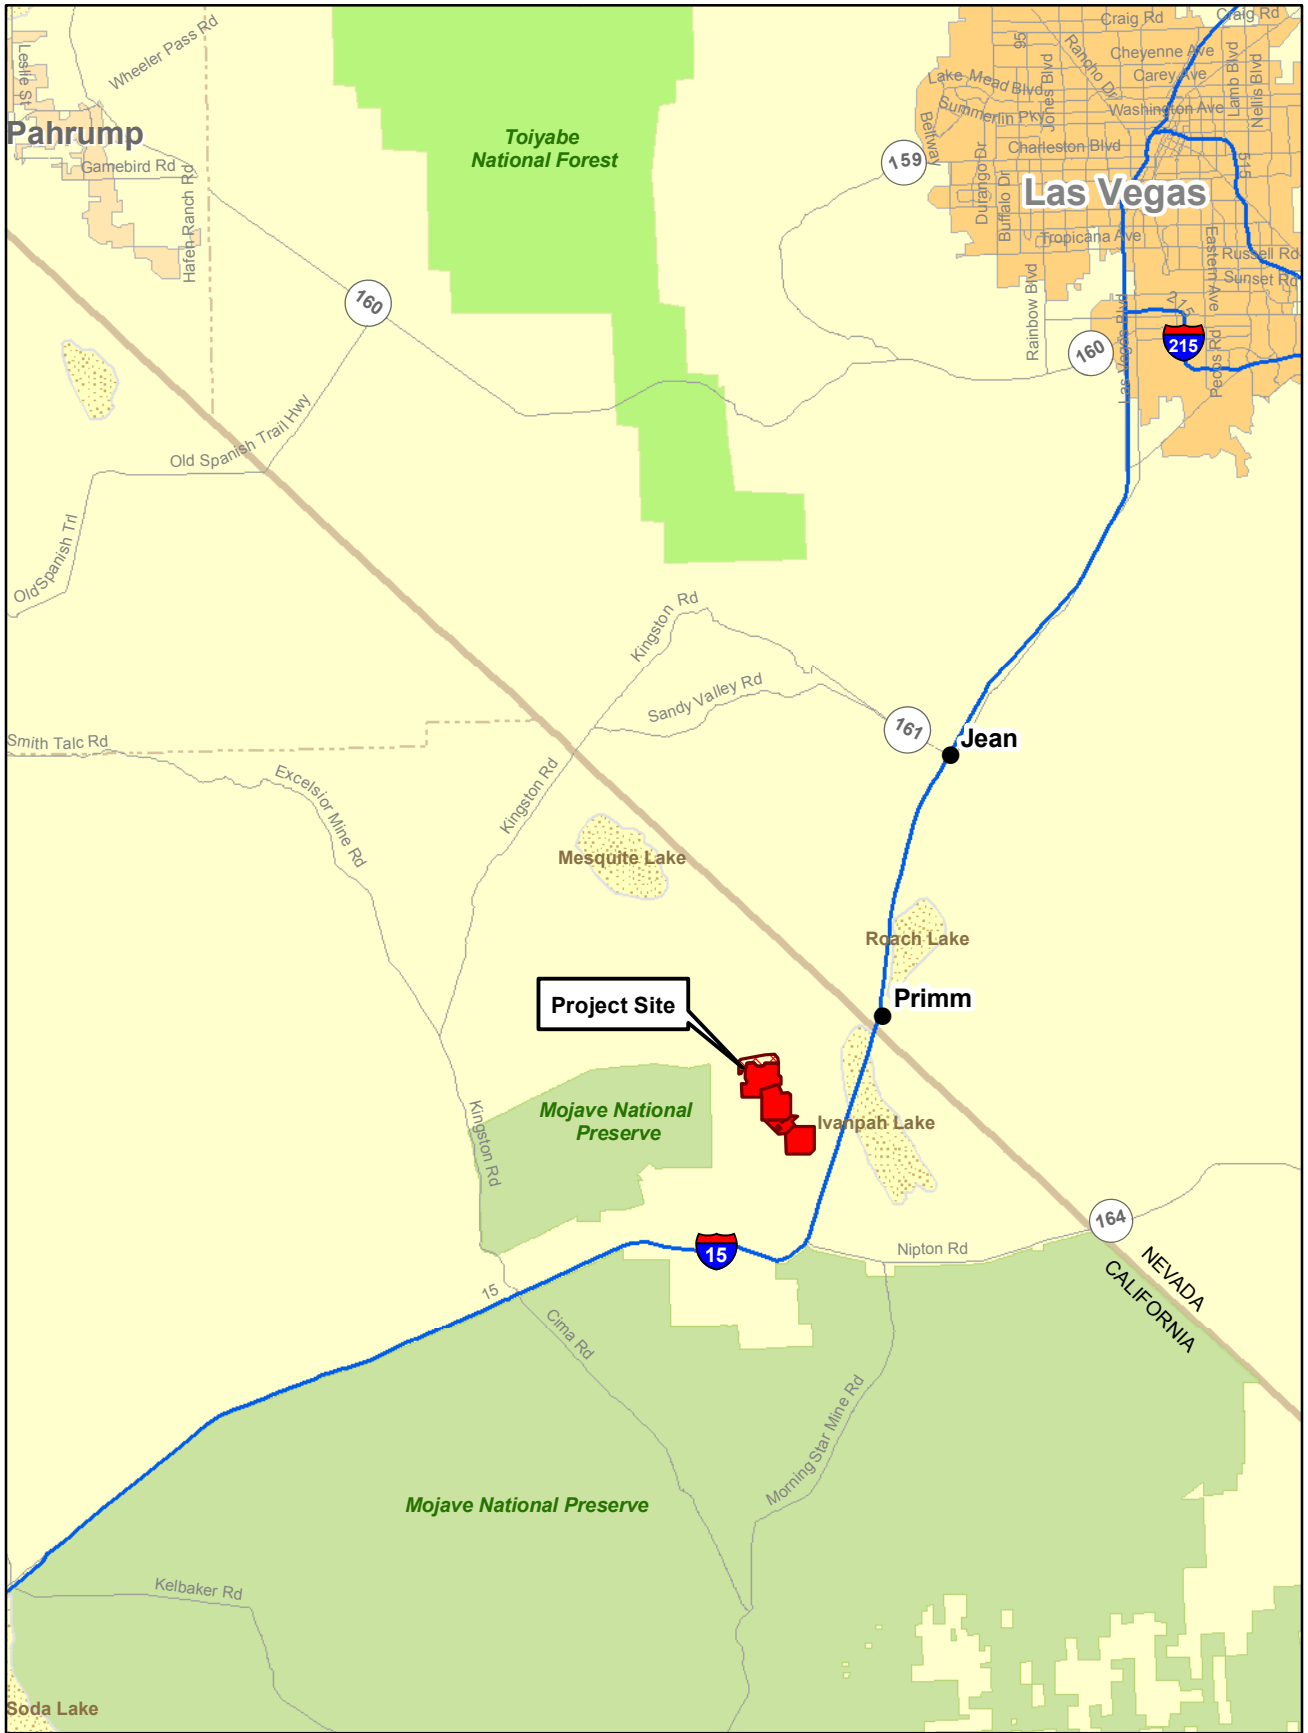 Craig Rd
Craig Rd
Wheeler Pass Rd
Leslie St
95
Rancho Dr
Cheyenne Ave
Lamb Blvd
Nellis Blvd
Lake Mead Blvd
Jones Blvd
Carey Ave
Summerlin Pky
Washington Ave
Pahrump
Toiyabe
National Forest
Beltway
159
Charleston Blvd
Gamebird Rd
Hafen Ranch Rd
Durango Dr
Buffalo Dr
515
Las Vegas
Tropicana Ave
Eastern Ave
Russell Rd
Sunset Rd
160
Rainbow Blvd
Las Vegas Blvd
215
160
215
Pecos Rd
Old Spanish Trail Hwy
Old Spanish Trl
Kingston Rd
Sandy Valley Rd
161
Jean
Smith Talc Rd
Excelsior Mine Rd
Kingston Rd
Mesquite Lake
Roach Lake
Project Site
Primm
Mojave National
Preserve
Kingston Rd
Ivanpah Lake
164
15
Nipton Rd
NEVADA
CALIFORNIA
15
Cima Rd
Morning Star Mine Rd
Mojave National Preserve
Kelbaker Rd
Soda Lake